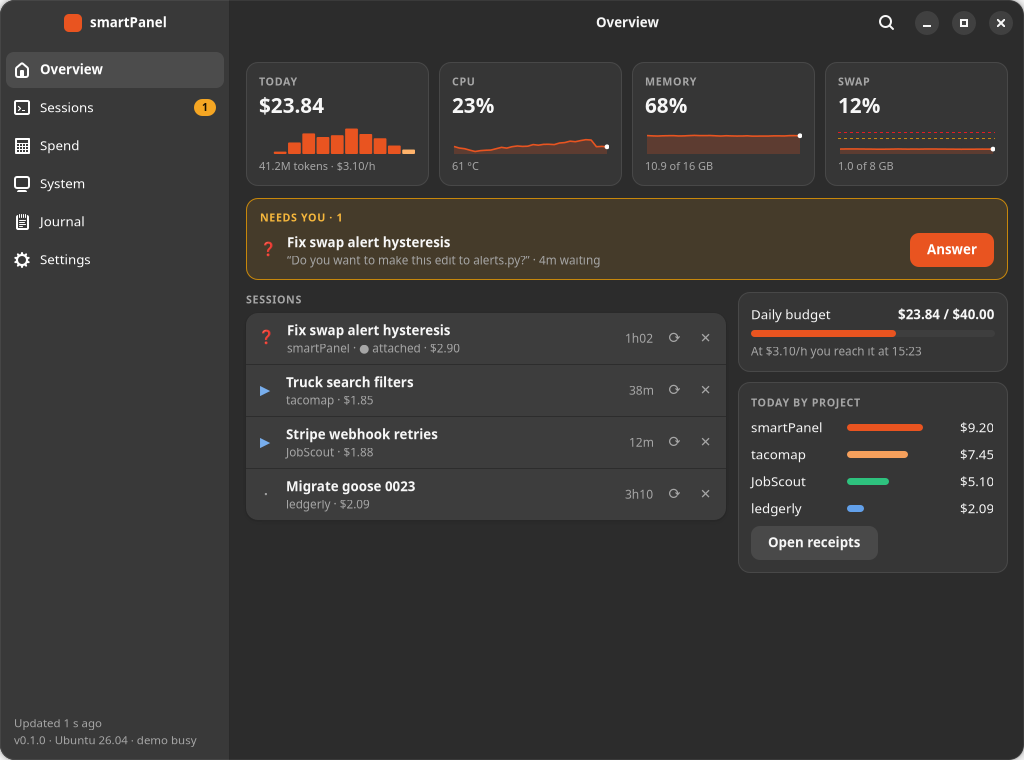 smartPanel
Overview
Overview
Sessions
1
Spend
System
Journal
Settings
Updated 1 s ago
v0.1.0 · Ubuntu 26.04 · demo busy
TODAY
$23.84
41.2M tokens · $3.10/h
CPU
23%
61 °C
MEMORY
68%
10.9 of 16 GB
SWAP
12%
1.0 of 8 GB
NEEDS YOU · 1
❓ Fix swap alert hysteresis
"Do you want to make this edit to alerts.py?" · 4m waiting
Answer
SESSIONS
❓ Fix swap alert hysteresis
smartPanel · ● attached · $2.90
1h02
Truck search filters
tacomap · $1.85
38m
Stripe webhook retries
JobScout · $1.88
12m
Migrate goose 0023
ledgerly · $2.09
3h10
Daily budget $23.84 / $40.00
At $3.10/h you reach it at 15:23
TODAY BY PROJECT
smartPanel $9.20
tacomap $7.45
JobScout $5.10
ledgerly $2.09
Open receipts